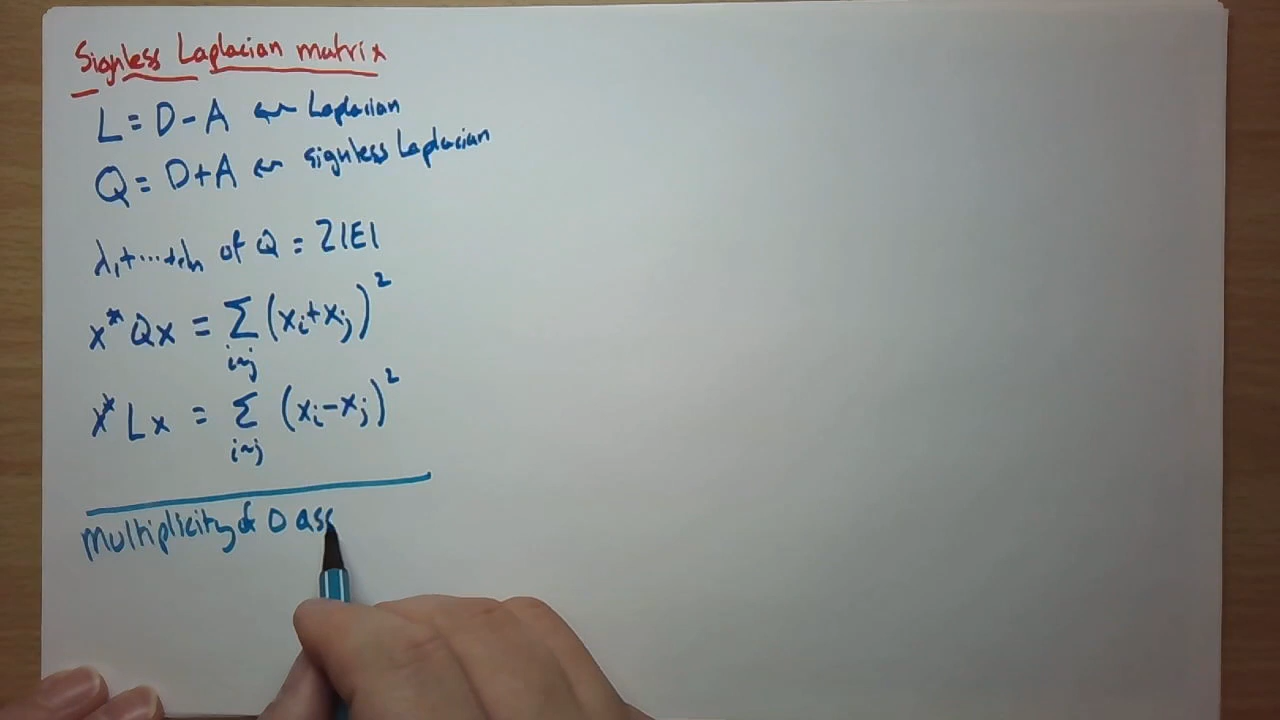 Signless Laplacian matrix
L = D - A ← Laplacian
Q = D+A ← signless Laplacian
λ₁+...+λn of Q = 2|E|
x* Qx = Σ (xᵢ+xⱼ)²
i~j
x* Lx = Σ (xᵢ-xⱼ)²
i~j
Multiplicity of 0 as